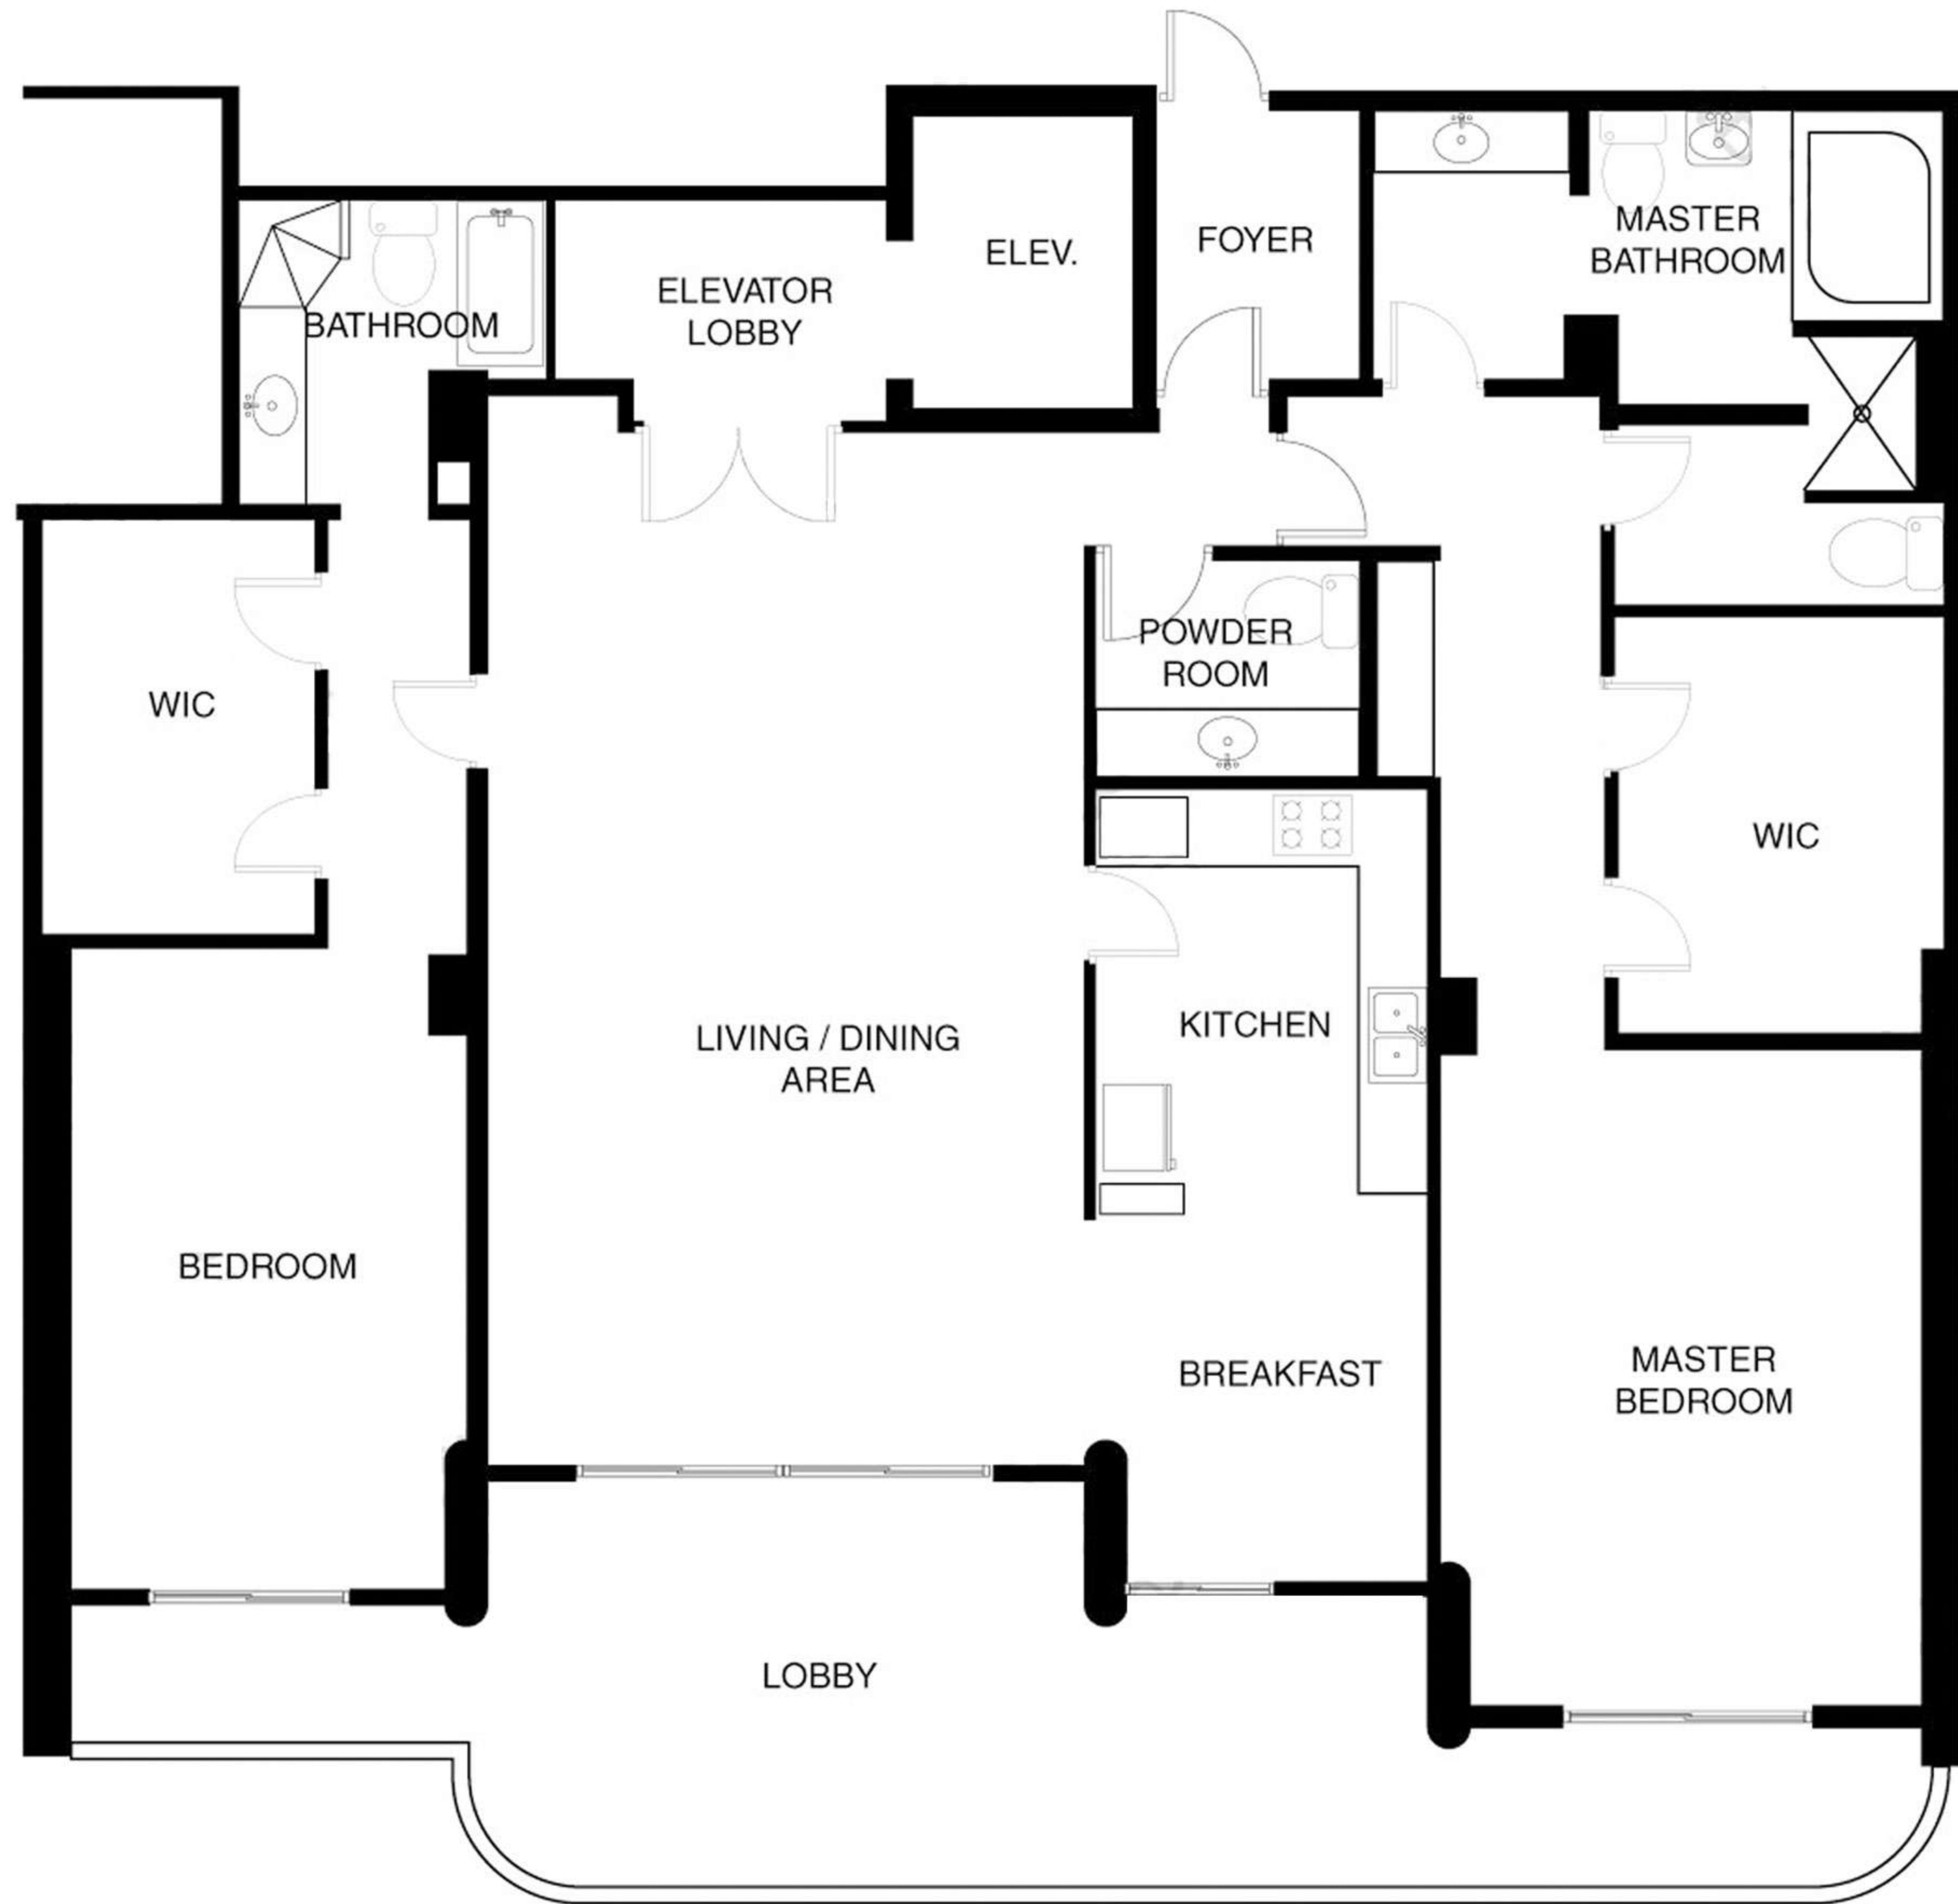 FOYER
MASTER
BATHROOM
ELEV.
ELEVATOR
LOBBY
BATHROOM
POWDER
ROOM
WIC
WIC
KITCHEN
LIVING / DINING
AREA
BEDROOM
BREAKFAST
MASTER
BEDROOM
LOBBY